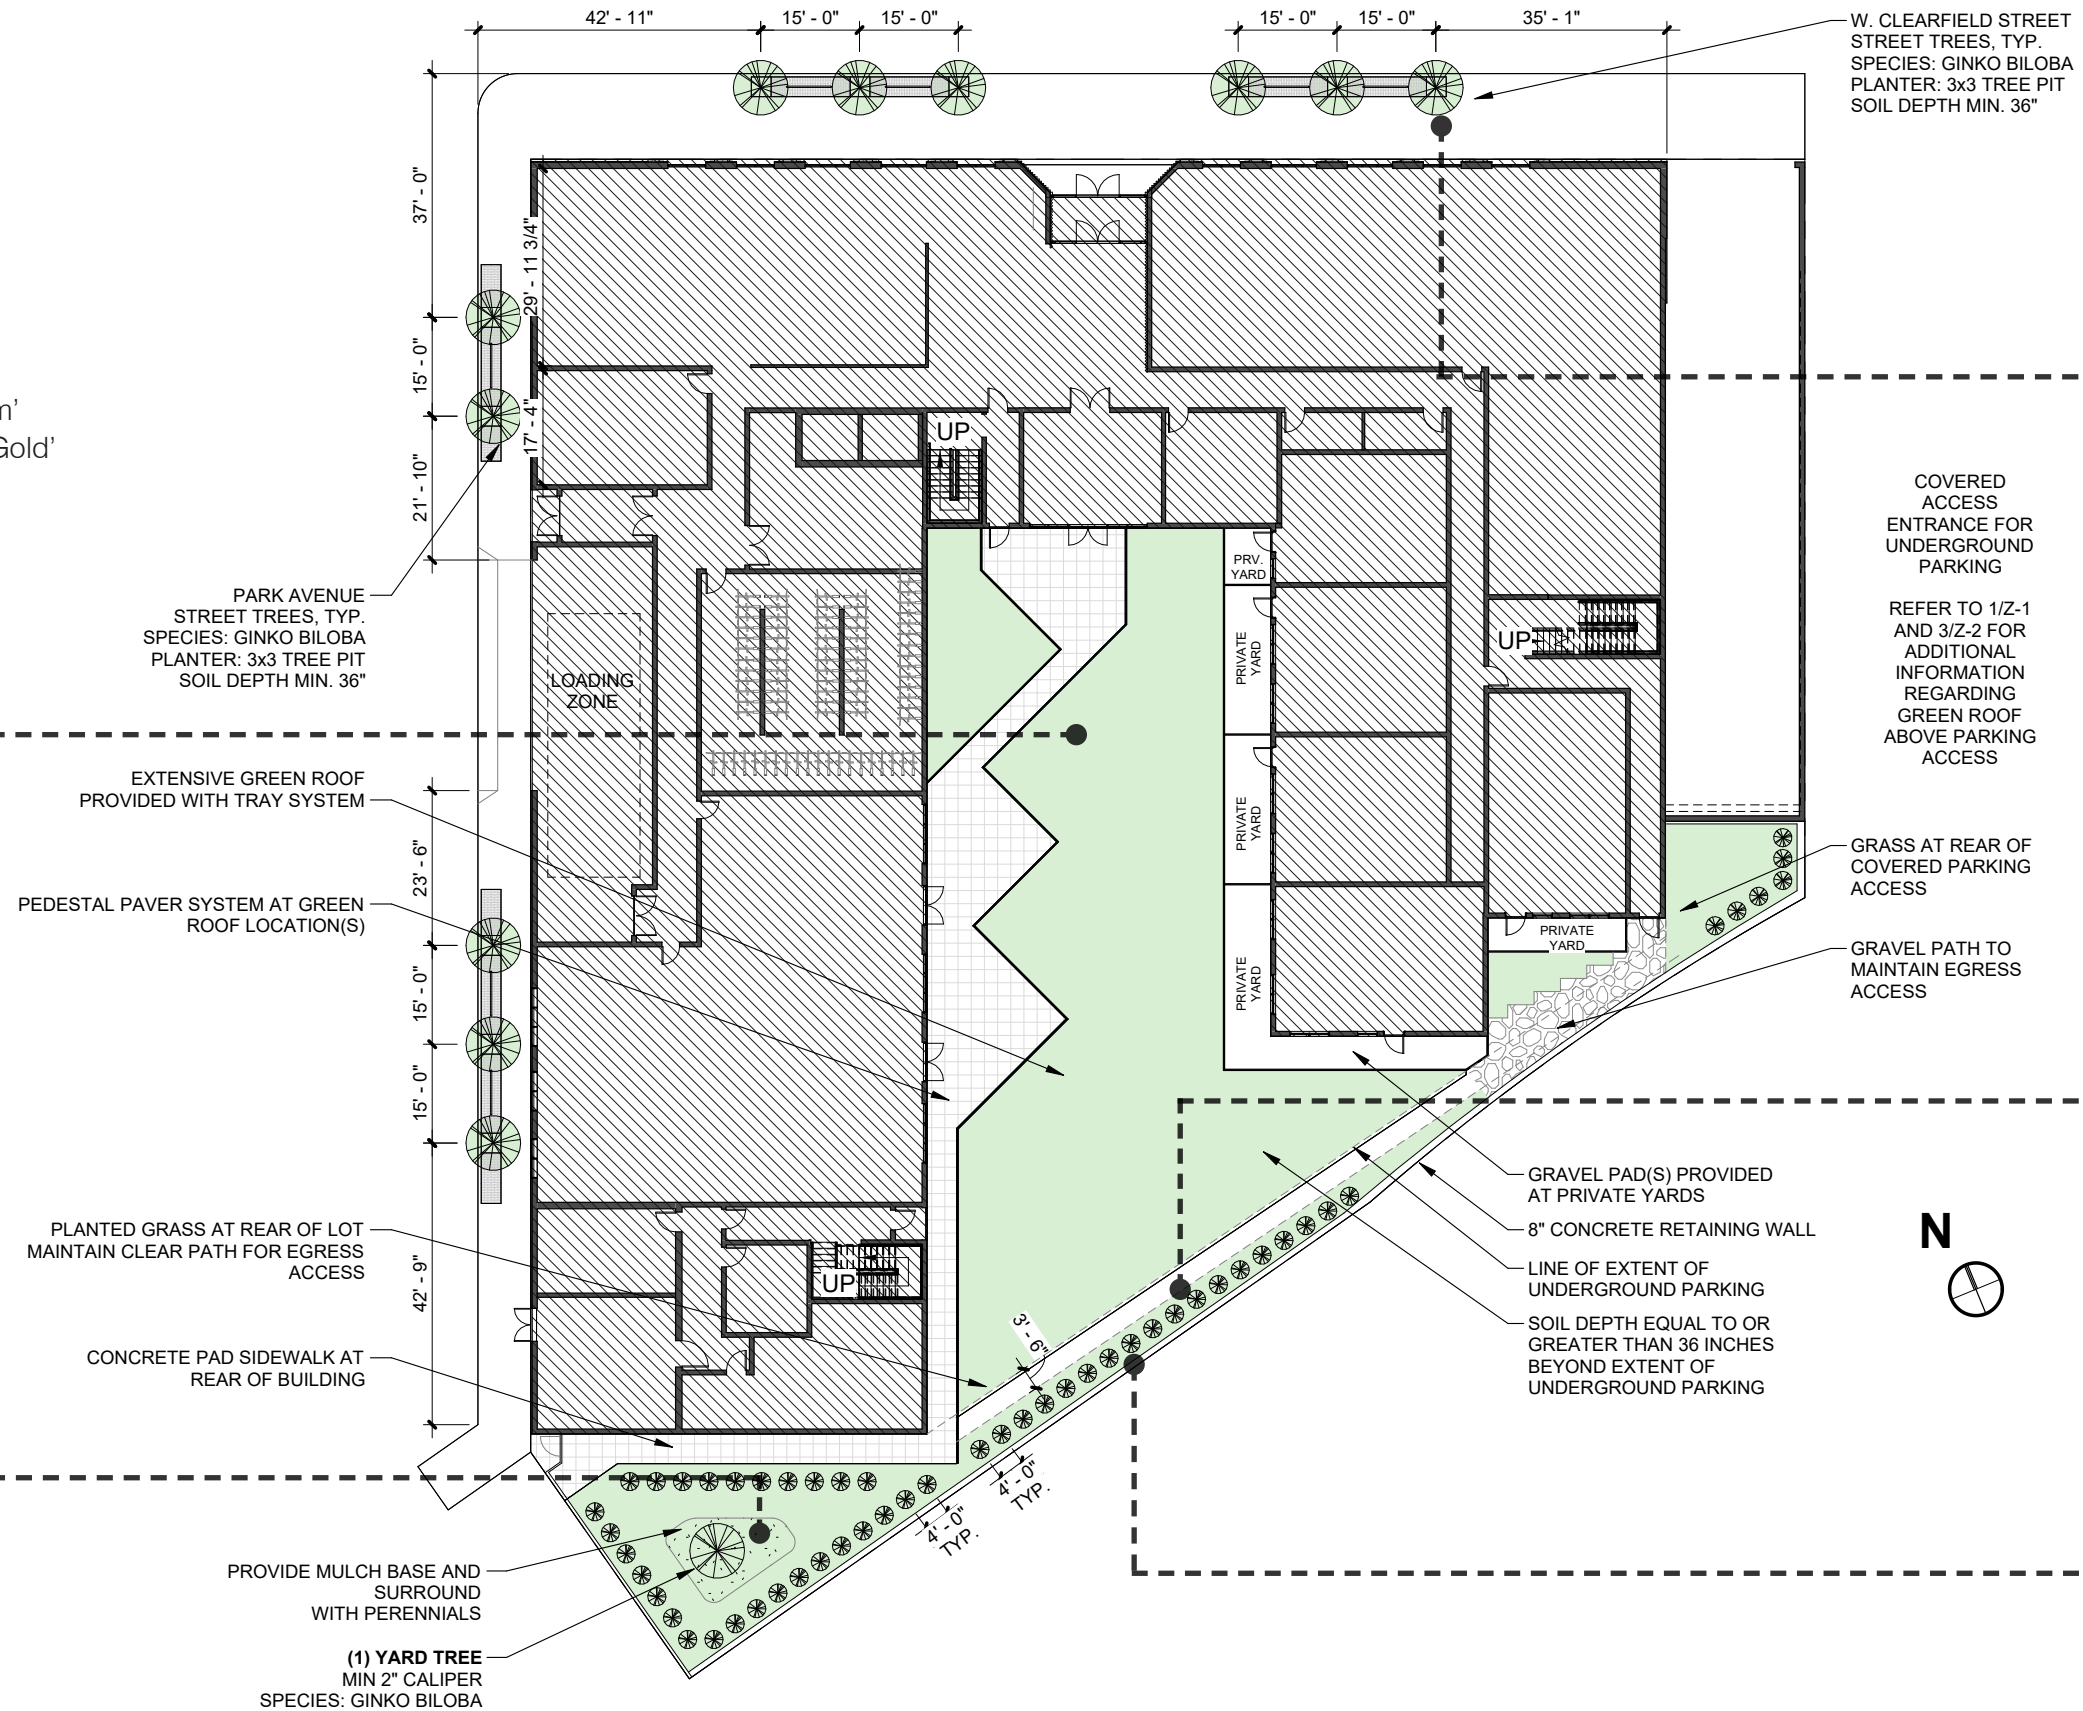 42' - 11"
15' - 0"
15' - 0"
15' - 0"
15' - 0"
35' - 1"
W. CLEARFIELD STREET
STREET TREES, TYP.
SPECIES: GINKO BILOBA
PLANTER: 3x3 TREE PIT
SOIL DEPTH MIN. 36"
37' - 0"
29' - 11 3/4"
15' - 0"
17' - 4"
21' - 10"
m'
Gold'
UP
COVERED
ACCESS
ENTRANCE FOR
UNDERGROUND
PARKING
REFER TO 1/Z-1
AND 3/Z-2 FOR
ADDITIONAL
INFORMATION
REGARDING
GREEN ROOF
ABOVE PARKING
ACCESS
PRV.
YARD
PRIVATE
YARD
UP
PARK AVENUE
STREET TREES, TYP.
SPECIES: GINKO BILOBA
PLANTER: 3x3 TREE PIT
SOIL DEPTH MIN. 36"
LOADING
ZONE
EXTENSIVE GREEN ROOF
PROVIDED WITH TRAY SYSTEM
PRIVATE
YARD
23' - 6"
GRASS AT REAR OF
COVERED PARKING
ACCESS
PEDESTAL PAVER SYSTEM AT GREEN
ROOF LOCATION(S)
PRIVATE
YARD
PRIVATE
YARD
GRAVEL PATH TO
MAINTAIN EGRESS
ACCESS
15' - 0"
15' - 0"
GRAVEL PAD(S) PROVIDED
AT PRIVATE YARDS
8" CONCRETE RETAINING WALL
LINE OF EXTENT OF
UNDERGROUND PARKING
SOIL DEPTH EQUAL TO OR
GREATER THAN 36 INCHES
BEYOND EXTENT OF
UNDERGROUND PARKING
N
PLANTED GRASS AT REAR OF LOT
MAINTAIN CLEAR PATH FOR EGRESS
ACCESS
42' - 9"
UP
3' - 6"
CONCRETE PAD SIDEWALK AT
REAR OF BUILDING
4' - 0"
TYP.
4' - 0"
TYP.
PROVIDE MULCH BASE AND
SURROUND
WITH PERENNIALS
(1) YARD TREE
MIN 2" CALIPER
SPECIES: GINKO BILOBA